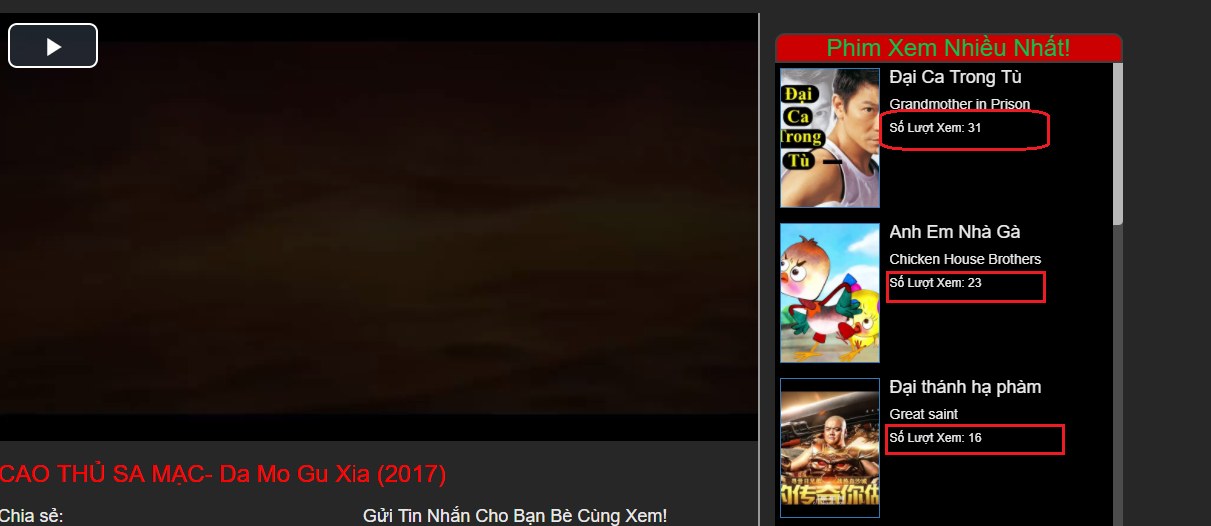 Phim Xem Nhiều Nhất!
Đại
Ca
Trong
Tù
Đại Ca Trong Tù
Grandmother in Prison
Số Lượt Xem: 31
Anh Em Nhà Gà
Chicken House Brothers
Số Lượt Xem: 23
Đại thánh hạ phàm
Great saint
Số Lượt Xem: 16
CAO THỦ SA MẠC- Da Mo Gu Xia (2017)
Chia sẻ:
Gửi Tin Nhắn Cho Bạn Bè Cùng Xem!